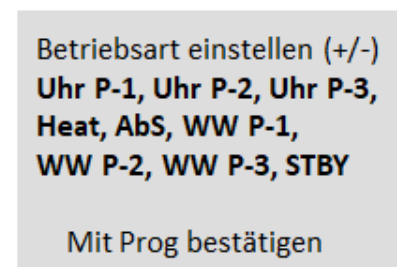 Betriebsart einstellen (+/-)
Uhr P-1, Uhr P-2, Uhr P-3,
Heat, AbS, WW P-1,
WW P-2, WW P-3, STBY
Mit Prog bestätigen